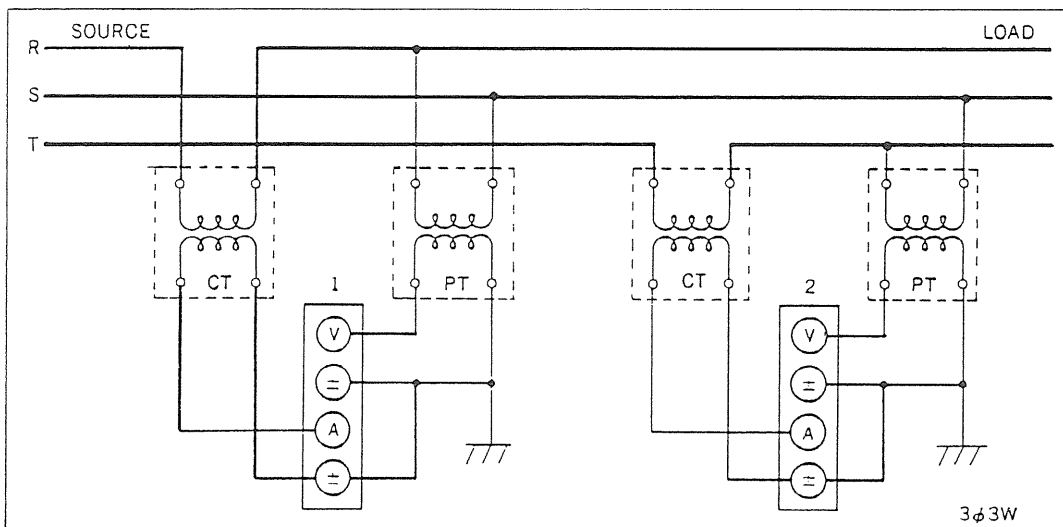 SOURCE LOAD
R
S
T
CT 1 PT CT 2 PT
V V
± ±
A A
± ±
3φ3W